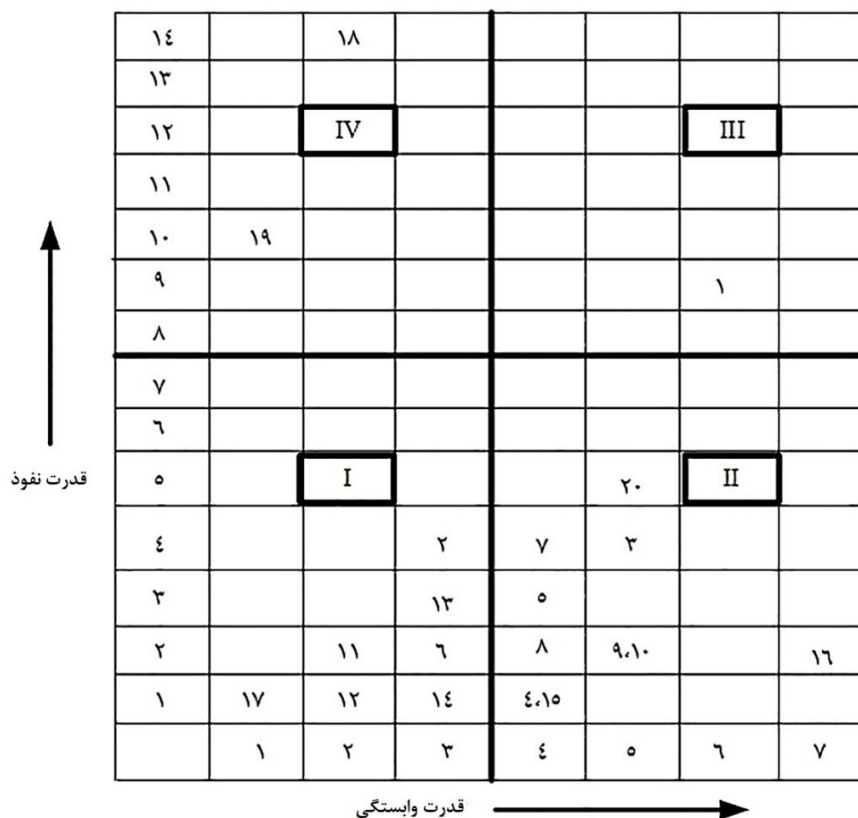 ١٤ ١٨
١٣
١٢ IV III
١١
١٠ ١٩
٩ ١
٨
٧
٦
قدرت نفوذ
٥ I ٢٠ II
٤ ٢ ٧ ٣
٣ ١٣ ٥
٢ ١١ ٦ ٨ ٩،١٠ ١٦
١ ١٧ ١٢ ١٤ ٤،١٥
١ ٢ ٣ ٤ ٥ ٦ ٧
قدرت وابستگی